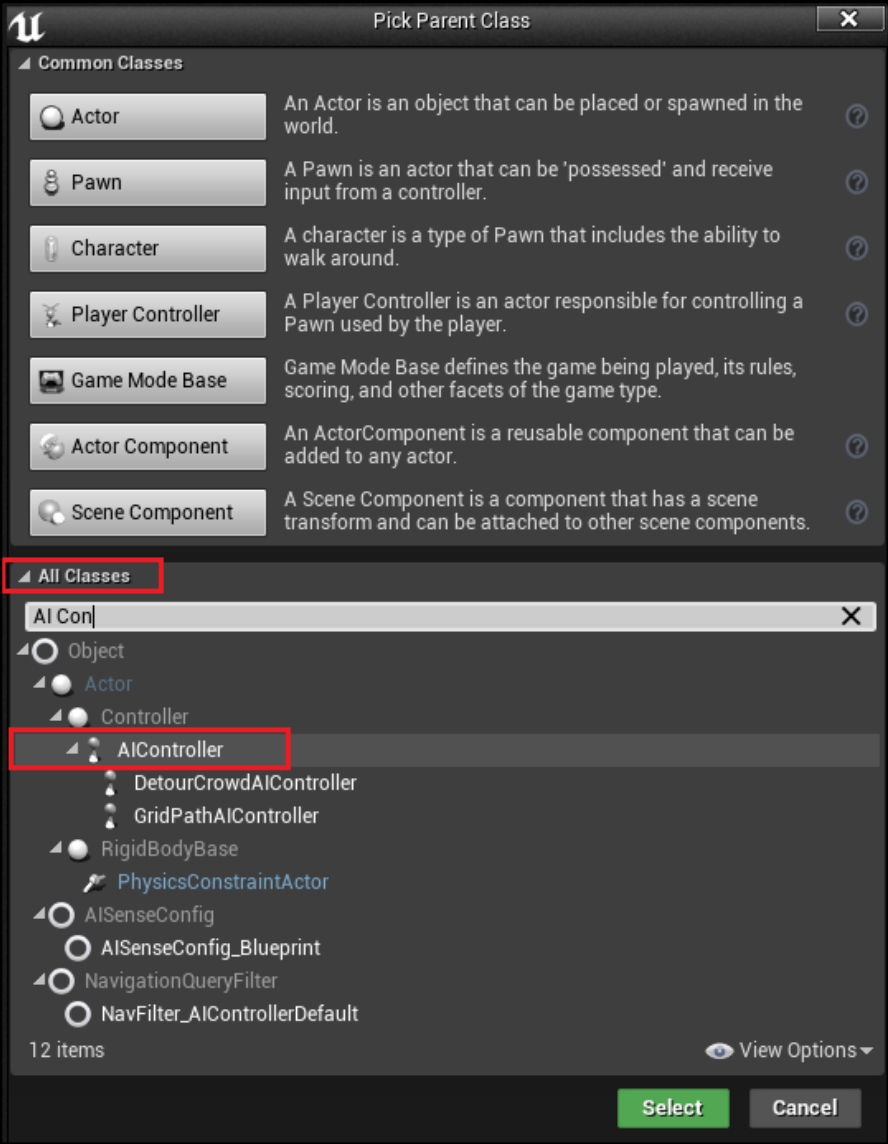 Pick Parent Class
Common Classes
Actor
An Actor is an object that can be placed or spawned in the
world.
Pawn
A Pawn is an actor that can be 'possessed' and receive
input from a controller.
Character
A character is a type of Pawn that includes the ability to
walk around.
Player Controller
A Player Controller is an actor responsible for controlling a
Pawn used by the player.
Game Mode Base
Game Mode Base defines the game being played, its rules,
scoring, and other facets of the game type.
Actor Component
An ActorComponent is a reusable component that can be
added to any actor.
Scene Component
A Scene Component is a component that has a scene
transform and can be attached to other scene components.
All Classes
AI Con
Object
Actor
Controller
AIController
DetourCrowdAIController
GridPathAIController
RigidBodyBase
PhysicsConstraintActor
AISenseConfig
AISenseConfig_Blueprint
NavigationQueryFilter
NavFilter_AIControllerDefault
12 items
View Options
Select
Cancel